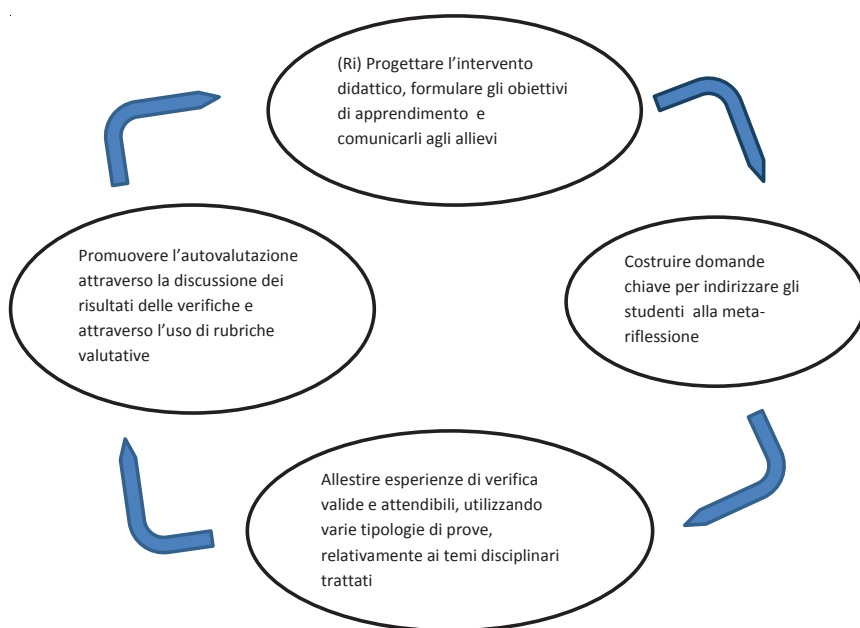 (Ri) Progettare l'intervento
didattico, formulare gli obiettivi
di apprendimento e
comunicarli agli allievi
Costruire domande
chiave per indirizzare gli
studenti alla meta-
riflessione
Allestire esperienze di verifica
valide e attendibili, utilizzando
varie tipologie di prove,
relativamente ai temi disciplinari
trattati
Promuovere l'autovalutazione
attraverso la discussione dei
risultati delle verifiche e
attraverso l'uso di rubriche
valutative